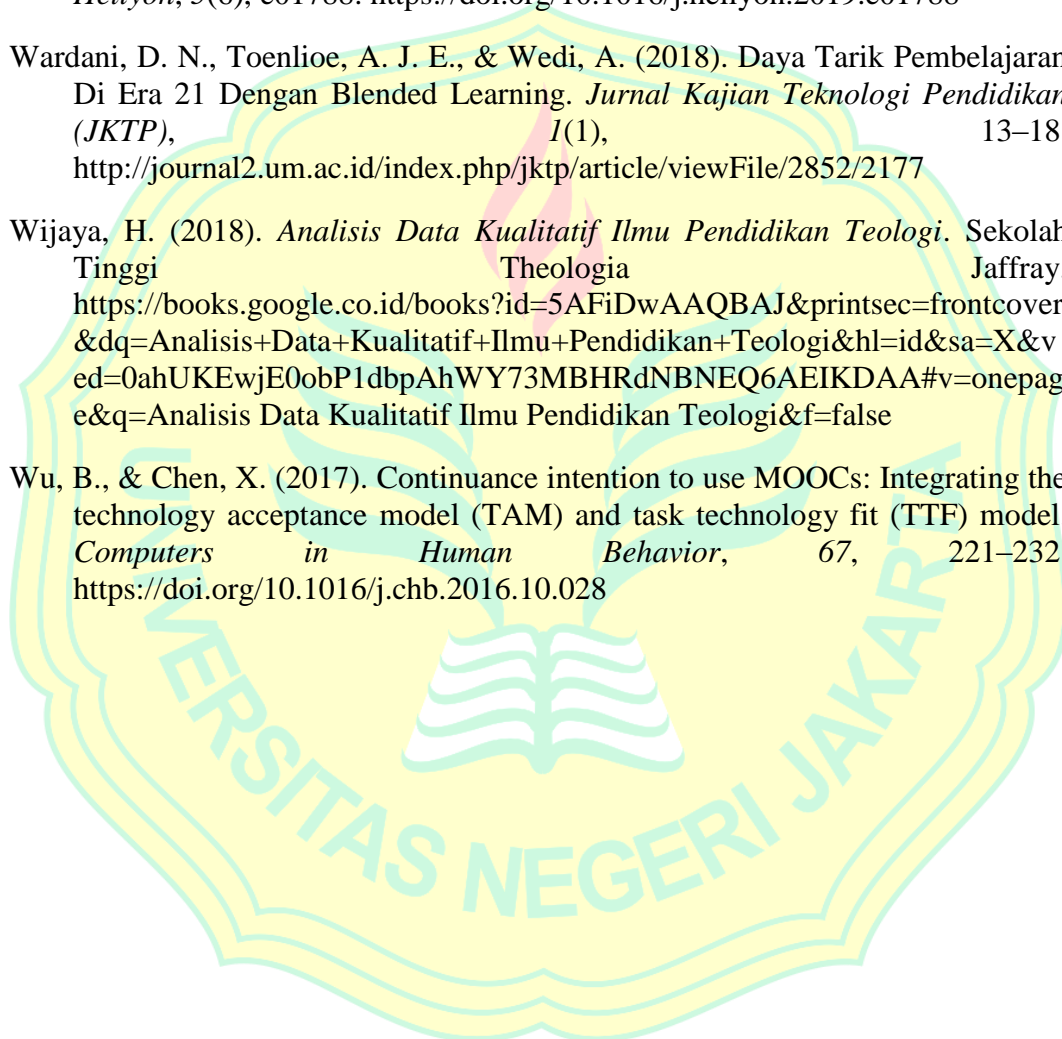 Heliyon, 5(6), e01788. https://doi.org/10.1016/j.heliyon.2019.e01788
Wardani, D. N., Toenlioe, A. J. E., & Wedi, A. (2018). Daya Tarik Pembelajaran
Di Era 21 Dengan Blended Learning. Jurnal Kajian Teknologi Pendidikan
(JKTP), 1(1), 13–18
http://journal2.um.ac.id/index.php/jktp/article/viewFile/2852/2177
Wijaya, H. (2018). Analisis Data Kualitatif Ilmu Pendidikan Teologi. Sekolah
Tinggi Theologia Jaffray.
https://books.google.co.id/books?id=5AFiDwAAQBAJ&printsec=frontcover
&dq=Analisis+Data+Kualitatif+Ilmu+Pendidikan+Teologi&hl=id&sa=X&v
ed=0ahUKEwjE0obP1dbpAhWY73MBHRdNBNEQ6AEIKDAA#v=onepag
e&q=Analisis Data Kualitatif Ilmu Pendidikan Teologi&f=false
Wu, B., & Chen, X. (2017). Continuance intention to use MOOCs: Integrating the
technology acceptance model (TAM) and task technology fit (TTF) model
Computers in Human Behavior, 67, 221–232
https://doi.org/10.1016/j.chb.2016.10.028
UNIVERSITAS NEGERI JAKARTA